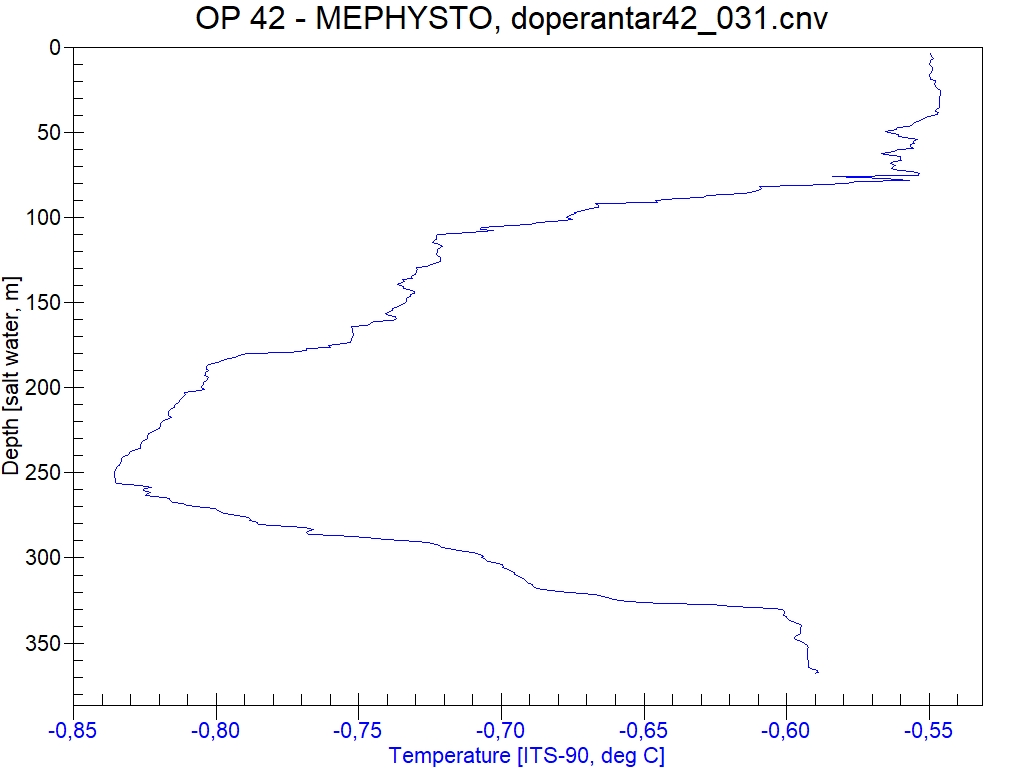 OP 42 - MEPHYSTO, doperantar42_031.cnv
0
50
100
150
200
250
300
350
Depth [salt water, m]
-0,85 -0,80 -0,75 -0,70 -0,65 -0,60 -0,55
Temperature [ITS-90, deg C]